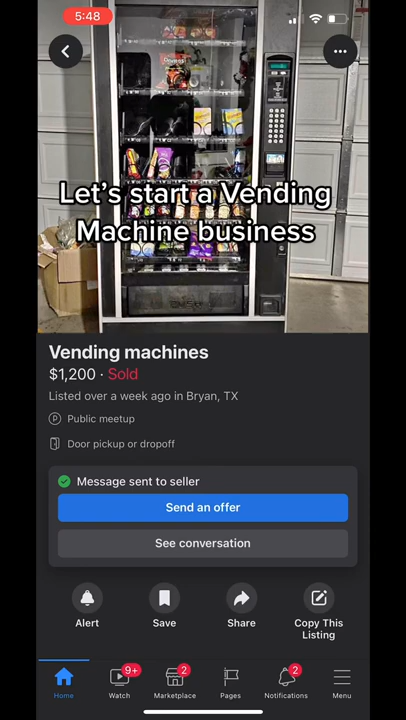 5:48
Let's start a Vending
Machine business
Vending machines
$1,200 · Sold
Listed over a week ago in Bryan, TX
P Public meetup
Door pickup or dropoff
Message sent to seller
Send an offer
See conversation
Alert
Save
Share
Copy This
Listing
9+
2
2
Home
Watch
Marketplace
Pages
Notifications
Menu